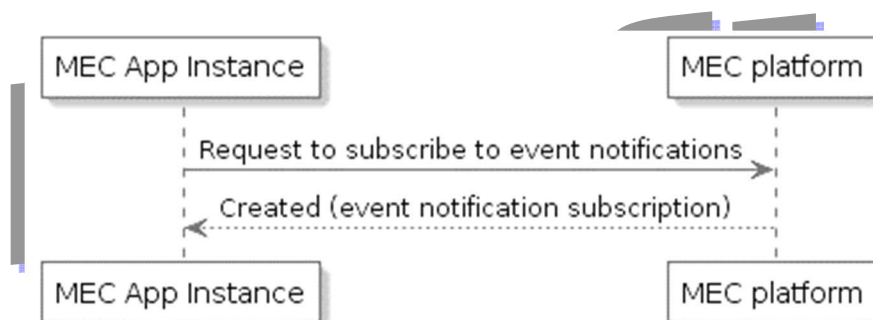 MEC App Instance MEC platform
Request to subscribe to event notifications
Created (event notification subscription)
MEC App Instance MEC platform